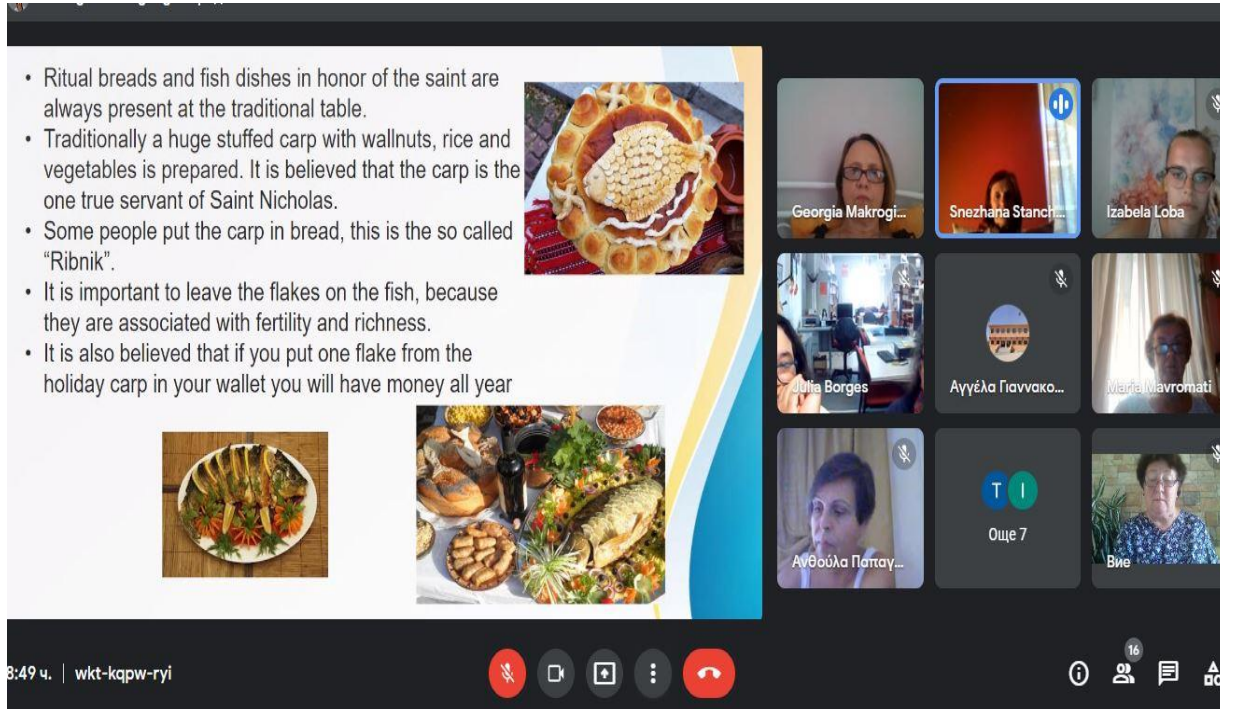 • Ritual breads and fish dishes in honor of the saint are
always present at the traditional table.
• Traditionally a huge stuffed carp with wallnuts, rice and
vegetables is prepared. It is believed that the carp is the
one true servant of Saint Nicholas.
• Some people put the carp in bread, this is the so called
“Ribnik”.
• It is important to leave the flakes on the fish, because
they are associated with fertility and richness.
• It is also believed that if you put one flake from the
holiday carp in your wallet you will have money all year
Georgia Makrogi...
Snezhana Stanch...
Izabela Loba
Julia Borges
Αγγέλα Γιαννακο...
Maria Mavromati
Ανθούλα Παπαγ...
T I
Още 7
Вие
8:49 ч. | wkt-kqpw-ryi
16